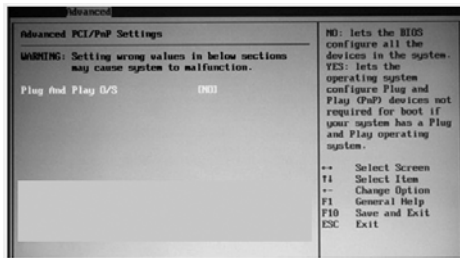 Advanced
Advanced PCI/PnP Settings
WARNING: Setting wrong values in below sections
may cause system to malfunction.
Plug And Play O/S [NO]
NO: lets the BIOS
configure all the
devices in the system.
YES: lets the
operating system
configure Plug and
Play (PnP) devices not
required for boot if
your system has a Plug
and Play operating
system.
↔ Select Screen
↑↓ Select Item
+- Change Option
F1 General Help
F10 Save and Exit
ESC Exit